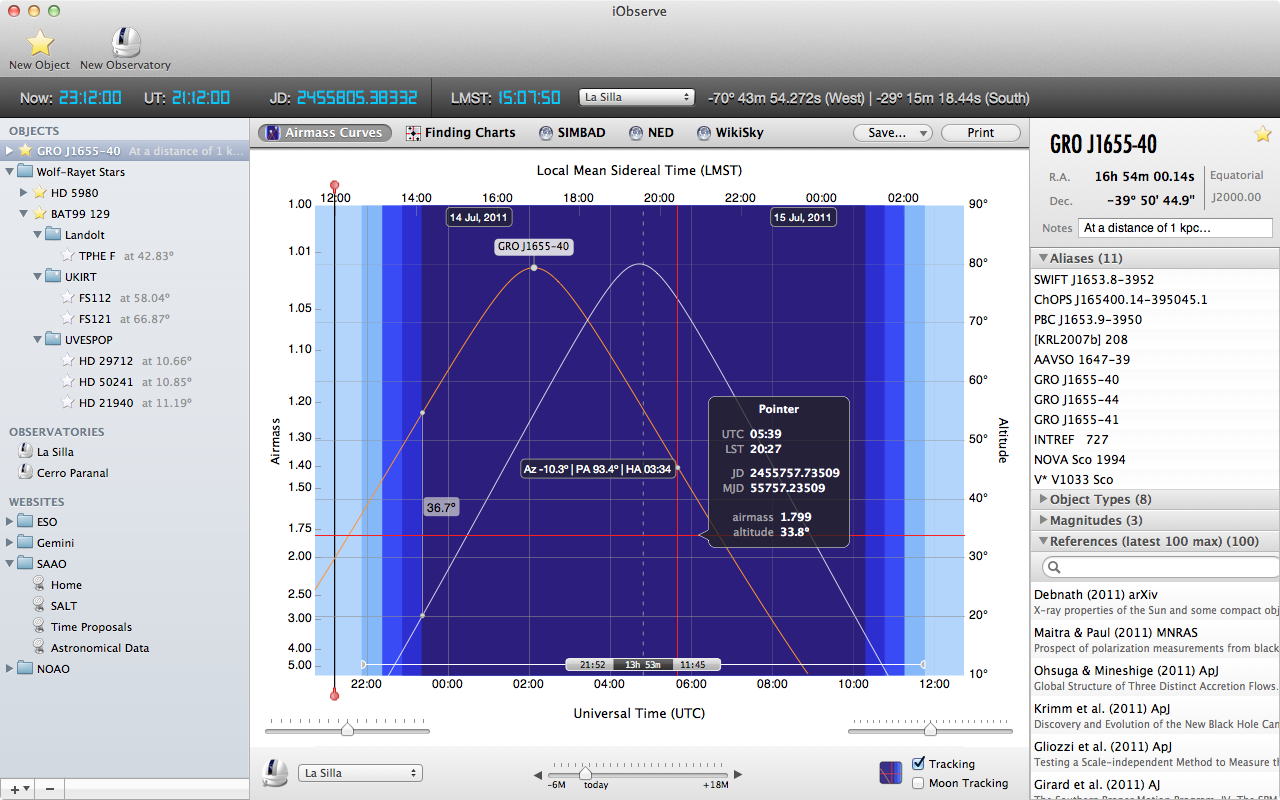 iObserve
New Object
New Observatory
Now: 23:12:00 UT: 21:12:00 JD: 2455805.38332 LMST: 15:07:50 La Silla -70° 43m 54.272s (West) | -29° 15m 18.44s (South)
OBJECTS
GRO J1655-40 At a distance of 1 k...
Wolf-Rayet Stars
HD 5980
BAT99 129
Landolt
TPHE F at 42.83°
UKIRT
FS112 at 58.04°
FS121 at 66.87°
UVESPOP
HD 29712 at 10.66°
HD 50241 at 10.85°
HD 21940 at 11.19°
OBSERVATORIES
La Silla
Cerro Paranal
WEBSITES
ESO
Gemini
SAAO
Home
SALT
Time Proposals
Astronomical Data
NOAO
Airmass Curves Finding Charts SIMBAD NED WikiSky Save... Print
Local Mean Sidereal Time (LMST)
12:00 14:00 16:00 18:00 20:00 22:00 00:00 02:00
14 Jul, 2011 15 Jul, 2011
GRO J1655-40
Airmass
1.00
1.01
1.05
1.10
1.20
1.30
1.40
1.50
1.75
2.00
2.50
3.00
4.00
5.00
36.7°
Az -10.3° | PA 93.4° | HA 03:34
Pointer
UTC 05:39
LST 20:27
JD 2455757.73509
MJD 55757.23509
airmass 1.799
altitude 33.8°
90°
80°
70°
60°
50°
40°
30°
20°
10°
Altitude
21:52 13h 53m 11:45
22:00 00:00 02:00 04:00 06:00 08:00 10:00 12:00
Universal Time (UTC)
La Silla
-6M today +18M
Tracking
Moon Tracking
GRO J1655-40
R.A. 16h 54m 00.14s Equatorial
Dec. -39° 50' 44.9" J2000.00
Notes At a distance of 1 kpc...
Aliases (11)
SWIFT J1653.8-3952
ChOPS J165400.14-395045.1
PBC J1653.9-3950
[KRL2007b] 208
AAVSO 1647-39
GRO J1655-40
GRO J1655-44
GRO J1655-41
INTREF 727
NOVA Sco 1994
V* V1033 Sco
Object Types (8)
Magnitudes (3)
References (latest 100 max) (100)
Debnath (2011) arXiv
X-ray properties of the Sun and some compact obj
Maitra & Paul (2011) MNRAS
Prospect of polarization measurements from black
Ohsuga & Mineshige (2011) ApJ
Global Structure of Three Distinct Accretion Flows.
Krimm et al. (2011) ApJ
Discovery and Evolution of the New Black Hole Can
Gliozzi et al. (2011) ApJ
Testing a Scale-independent Method to Measure th
Girard et al. (2011) AJ